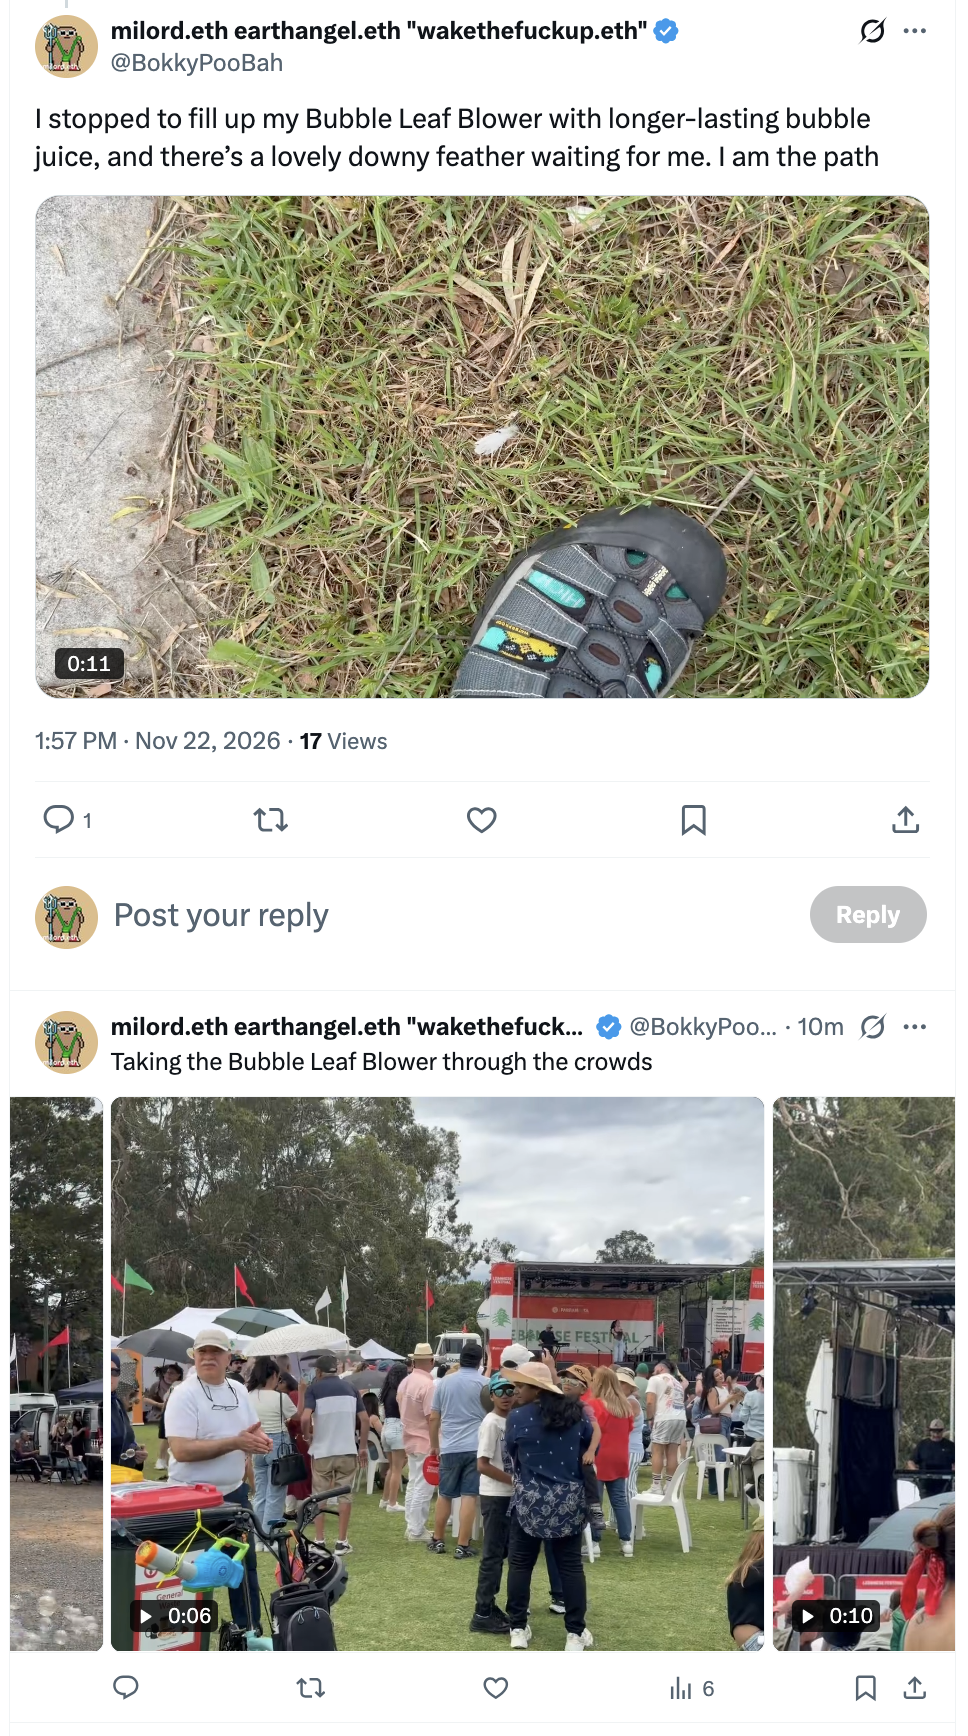 milord.eth earthangel.eth "wakethefuckup.eth"
@BokkyPooBah
I stopped to fill up my Bubble Leaf Blower with longer-lasting bubble
juice, and there's a lovely downy feather waiting for me. I am the path
0:11
1:57 PM · Nov 22, 2026 · 17 Views
1
Post your reply
Reply
milord.eth earthangel.eth "wakethefuck... @BokkyPoo... · 10m
Taking the Bubble Leaf Blower through the crowds
LEBANESE FESTIVAL
General
0:06
0:10
6